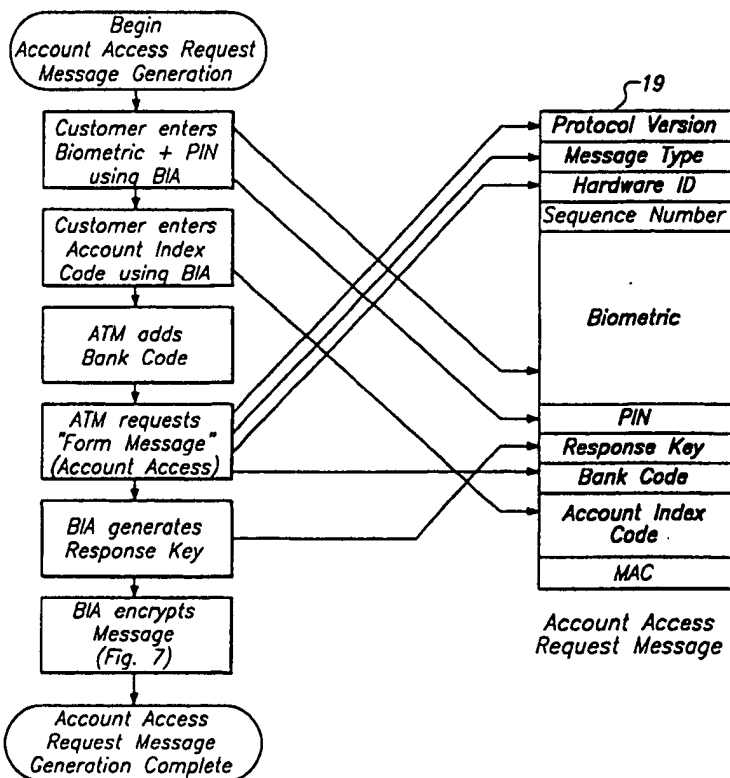 Begin
Account Access Request
Message Generation
Customer enters
Biometric + PIN
using BIA
Customer enters
Account Index
Code using BIA
ATM adds
Bank Code
ATM requests
"Form Message"
(Account Access)
BIA generates
Response Key
BIA encrypts
Message
(Fig. 7)
Account Access
Request Message
Generation Complete
19
Protocol Version
Message Type
Hardware ID
Sequence Number
Biometric
PIN
Response Key
Bank Code
Account Index
Code
MAC
Account Access
Request Message